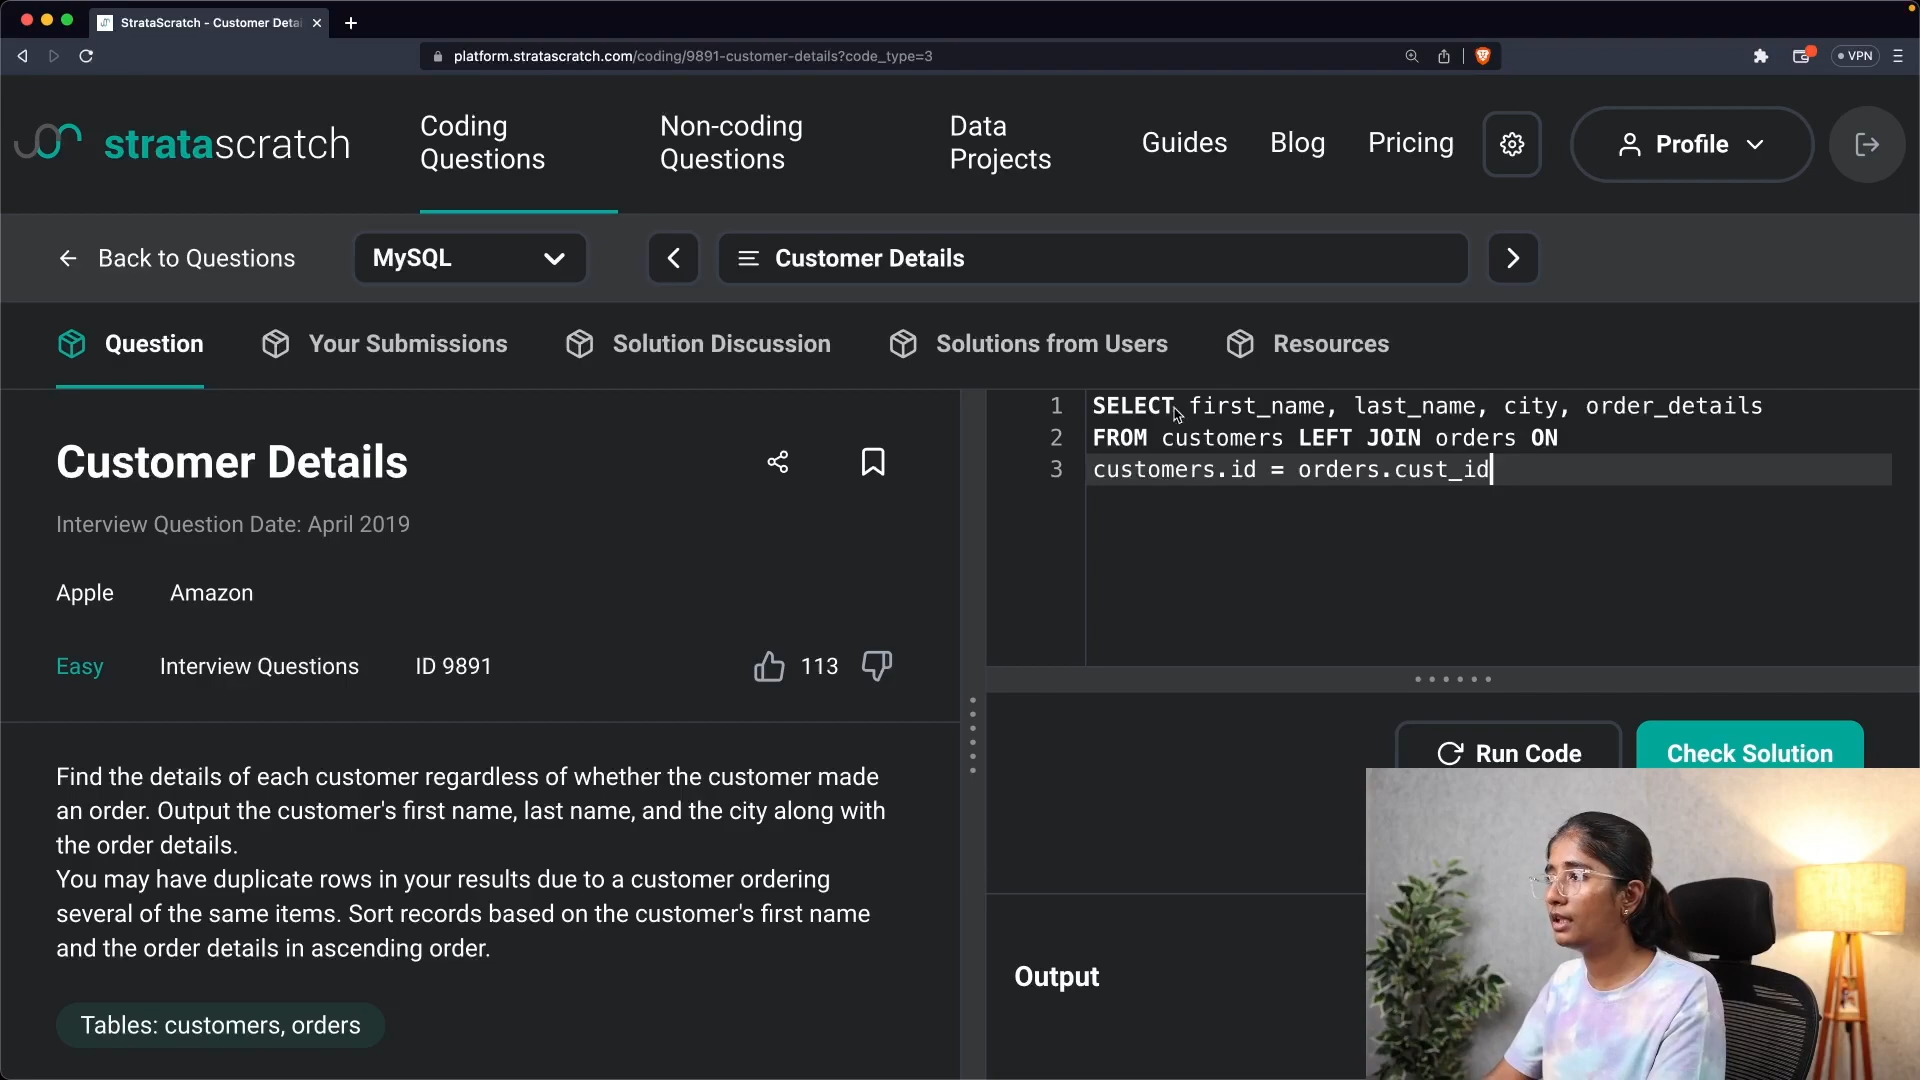 StrataScratch - Customer Detai
platform.stratascratch.com/coding/9891-customer-details?code_type=3
VPN
stratascratch
Coding
Questions
Non-coding
Questions
Data
Projects
Guides
Blog
Pricing
Profile
Back to Questions
MySQL
Customer Details
Question
Your Submissions
Solution Discussion
Solutions from Users
Resources
Customer Details
Interview Question Date: April 2019
Apple
Amazon
Easy
Interview Questions
ID 9891
113
Find the details of each customer regardless of whether the customer made
an order. Output the customer's first name, last name, and the city along with
the order details.
You may have duplicate rows in your results due to a customer ordering
several of the same items. Sort records based on the customer's first name
and the order details in ascending order.
Tables: customers, orders
1 SELECT first_name, last_name, city, order_details
2 FROM customers LEFT JOIN orders ON
3 customers.id = orders.cust_id
Run Code
Check Solution
Output